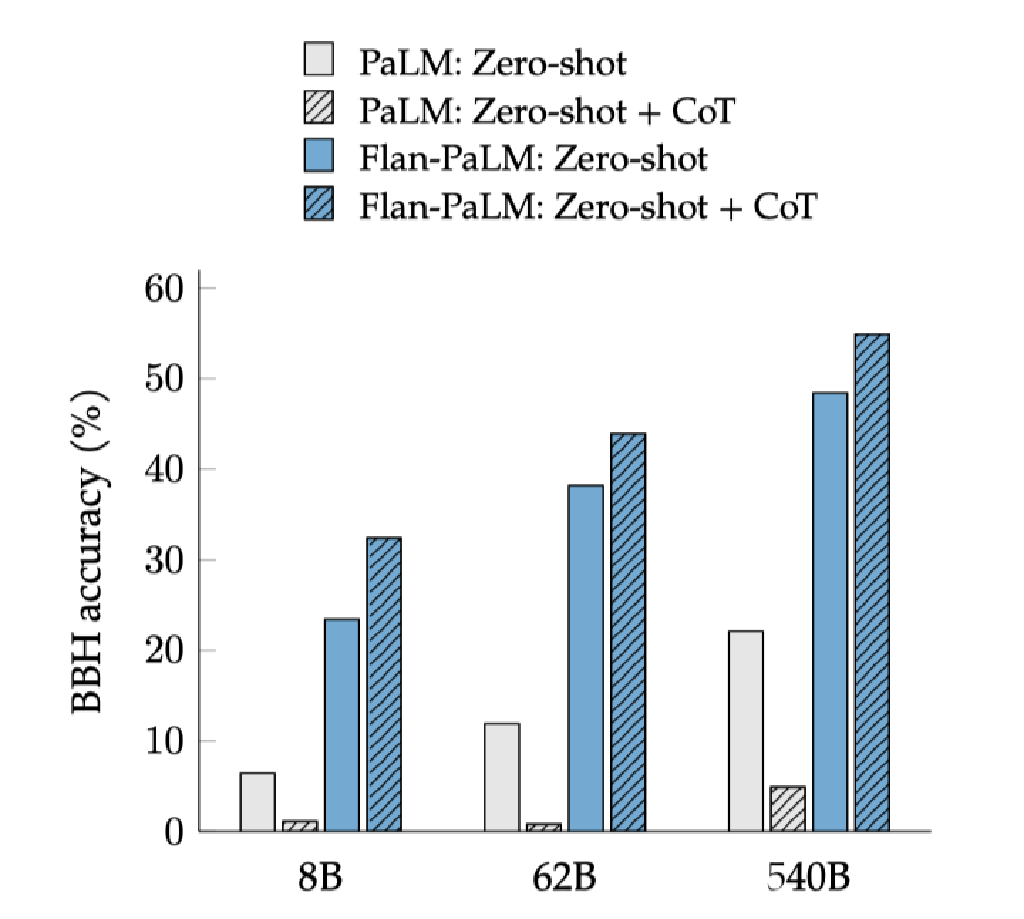 PaLM: Zero-shot
PaLM: Zero-shot + CoT
Flan-PaLM: Zero-shot
Flan-PaLM: Zero-shot + CoT
60
50
40
30
20
10
0
BBH accuracy (%)
8B
62B
540B